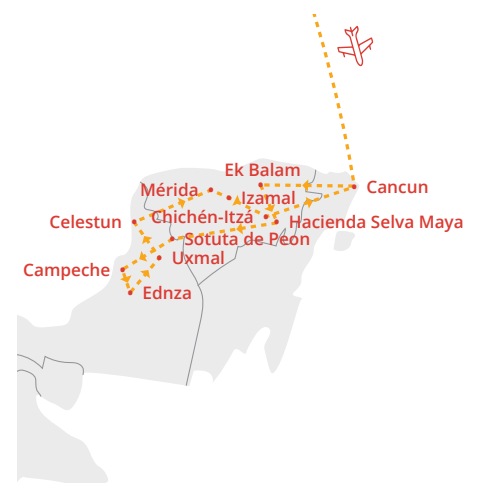 Ek Balam
Mérida
Izamal
Cancun
Celestun
Chichén-Itzá
Hacienda Selva Maya
Sotuta de Peón
Uxmal
Campeche
Ednza